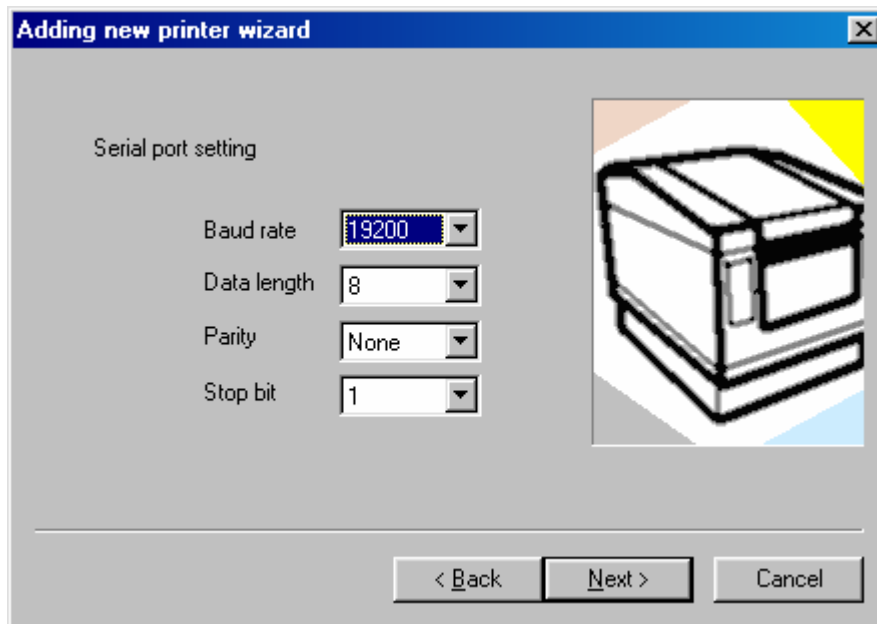 Adding new printer wizard
Serial port setting
Baud rate 19200
Data length 8
Parity None
Stop bit 1
< Back Next > Cancel